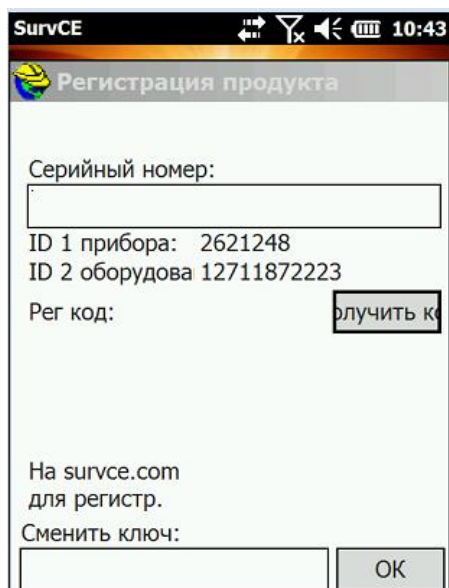 SurvCE 10:43
Регистрация продукта
Серийный номер:
ID 1 прибора: 2621248
ID 2 оборудова 12711872223
Рег код: олучить к
На survce.com
для регистр.
Сменить ключ:
OK